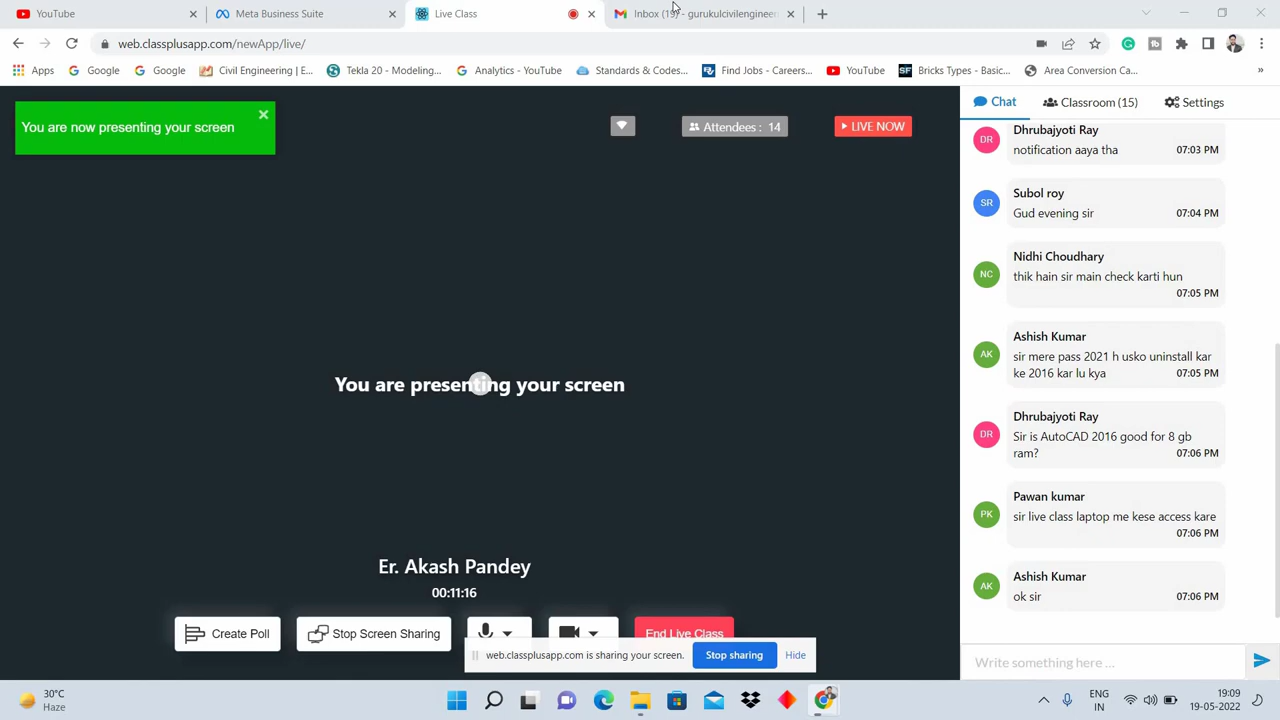 YouTube
Meta Business Suite
Live Class
Inbox (19) - gurukulcivilengineer
web.classplusapp.com/newApp/live/
Apps
Google
Google
Civil Engineering | E...
Tekla 20 - Modeling...
Analytics - YouTube
Standards & Codes...
Find Jobs - Careers...
YouTube
SF
Bricks Types - Basic...
Area Conversion Ca...
»
You are now presenting your screen
Attendees : 14
LIVE NOW
Chat
Classroom (15)
Settings
DR
Dhrubajyoti Ray
notification aaya tha
07:03 PM
SR
Subol roy
Gud evening sir
07:04 PM
NC
Nidhi Choudhary
thik hain sir main check karti hun
07:05 PM
AK
Ashish Kumar
sir mere pass 2021 h usko uninstall kar
ke 2016 kar lu kya
07:05 PM
DR
Dhrubajyoti Ray
Sir is AutoCAD 2016 good for 8 gb
ram?
07:06 PM
PK
Pawan kumar
sir live class laptop me kese access kare
07:06 PM
AK
Ashish Kumar
ok sir
07:06 PM
You are presenting your screen
Er. Akash Pandey
00:11:16
Create Poll
Stop Screen Sharing
End Live Class
web.classplusapp.com is sharing your screen.
Stop sharing
Hide
Write something here ...
30°C
Haze
ENG
IN
19:09
19-05-2022